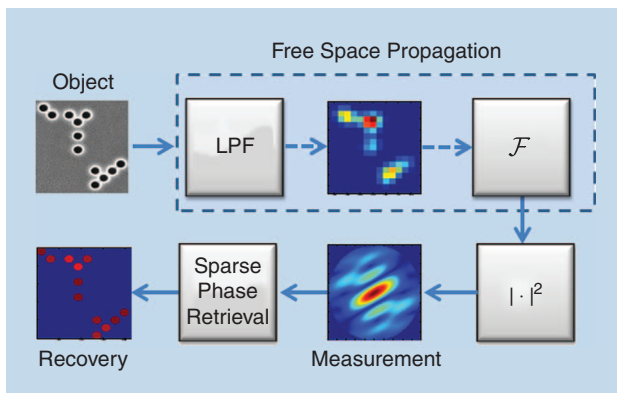 Free Space Propagation
Object
LPF
ℱ
Sparse
Phase
Retrieval
| · |²
Recovery
Measurement